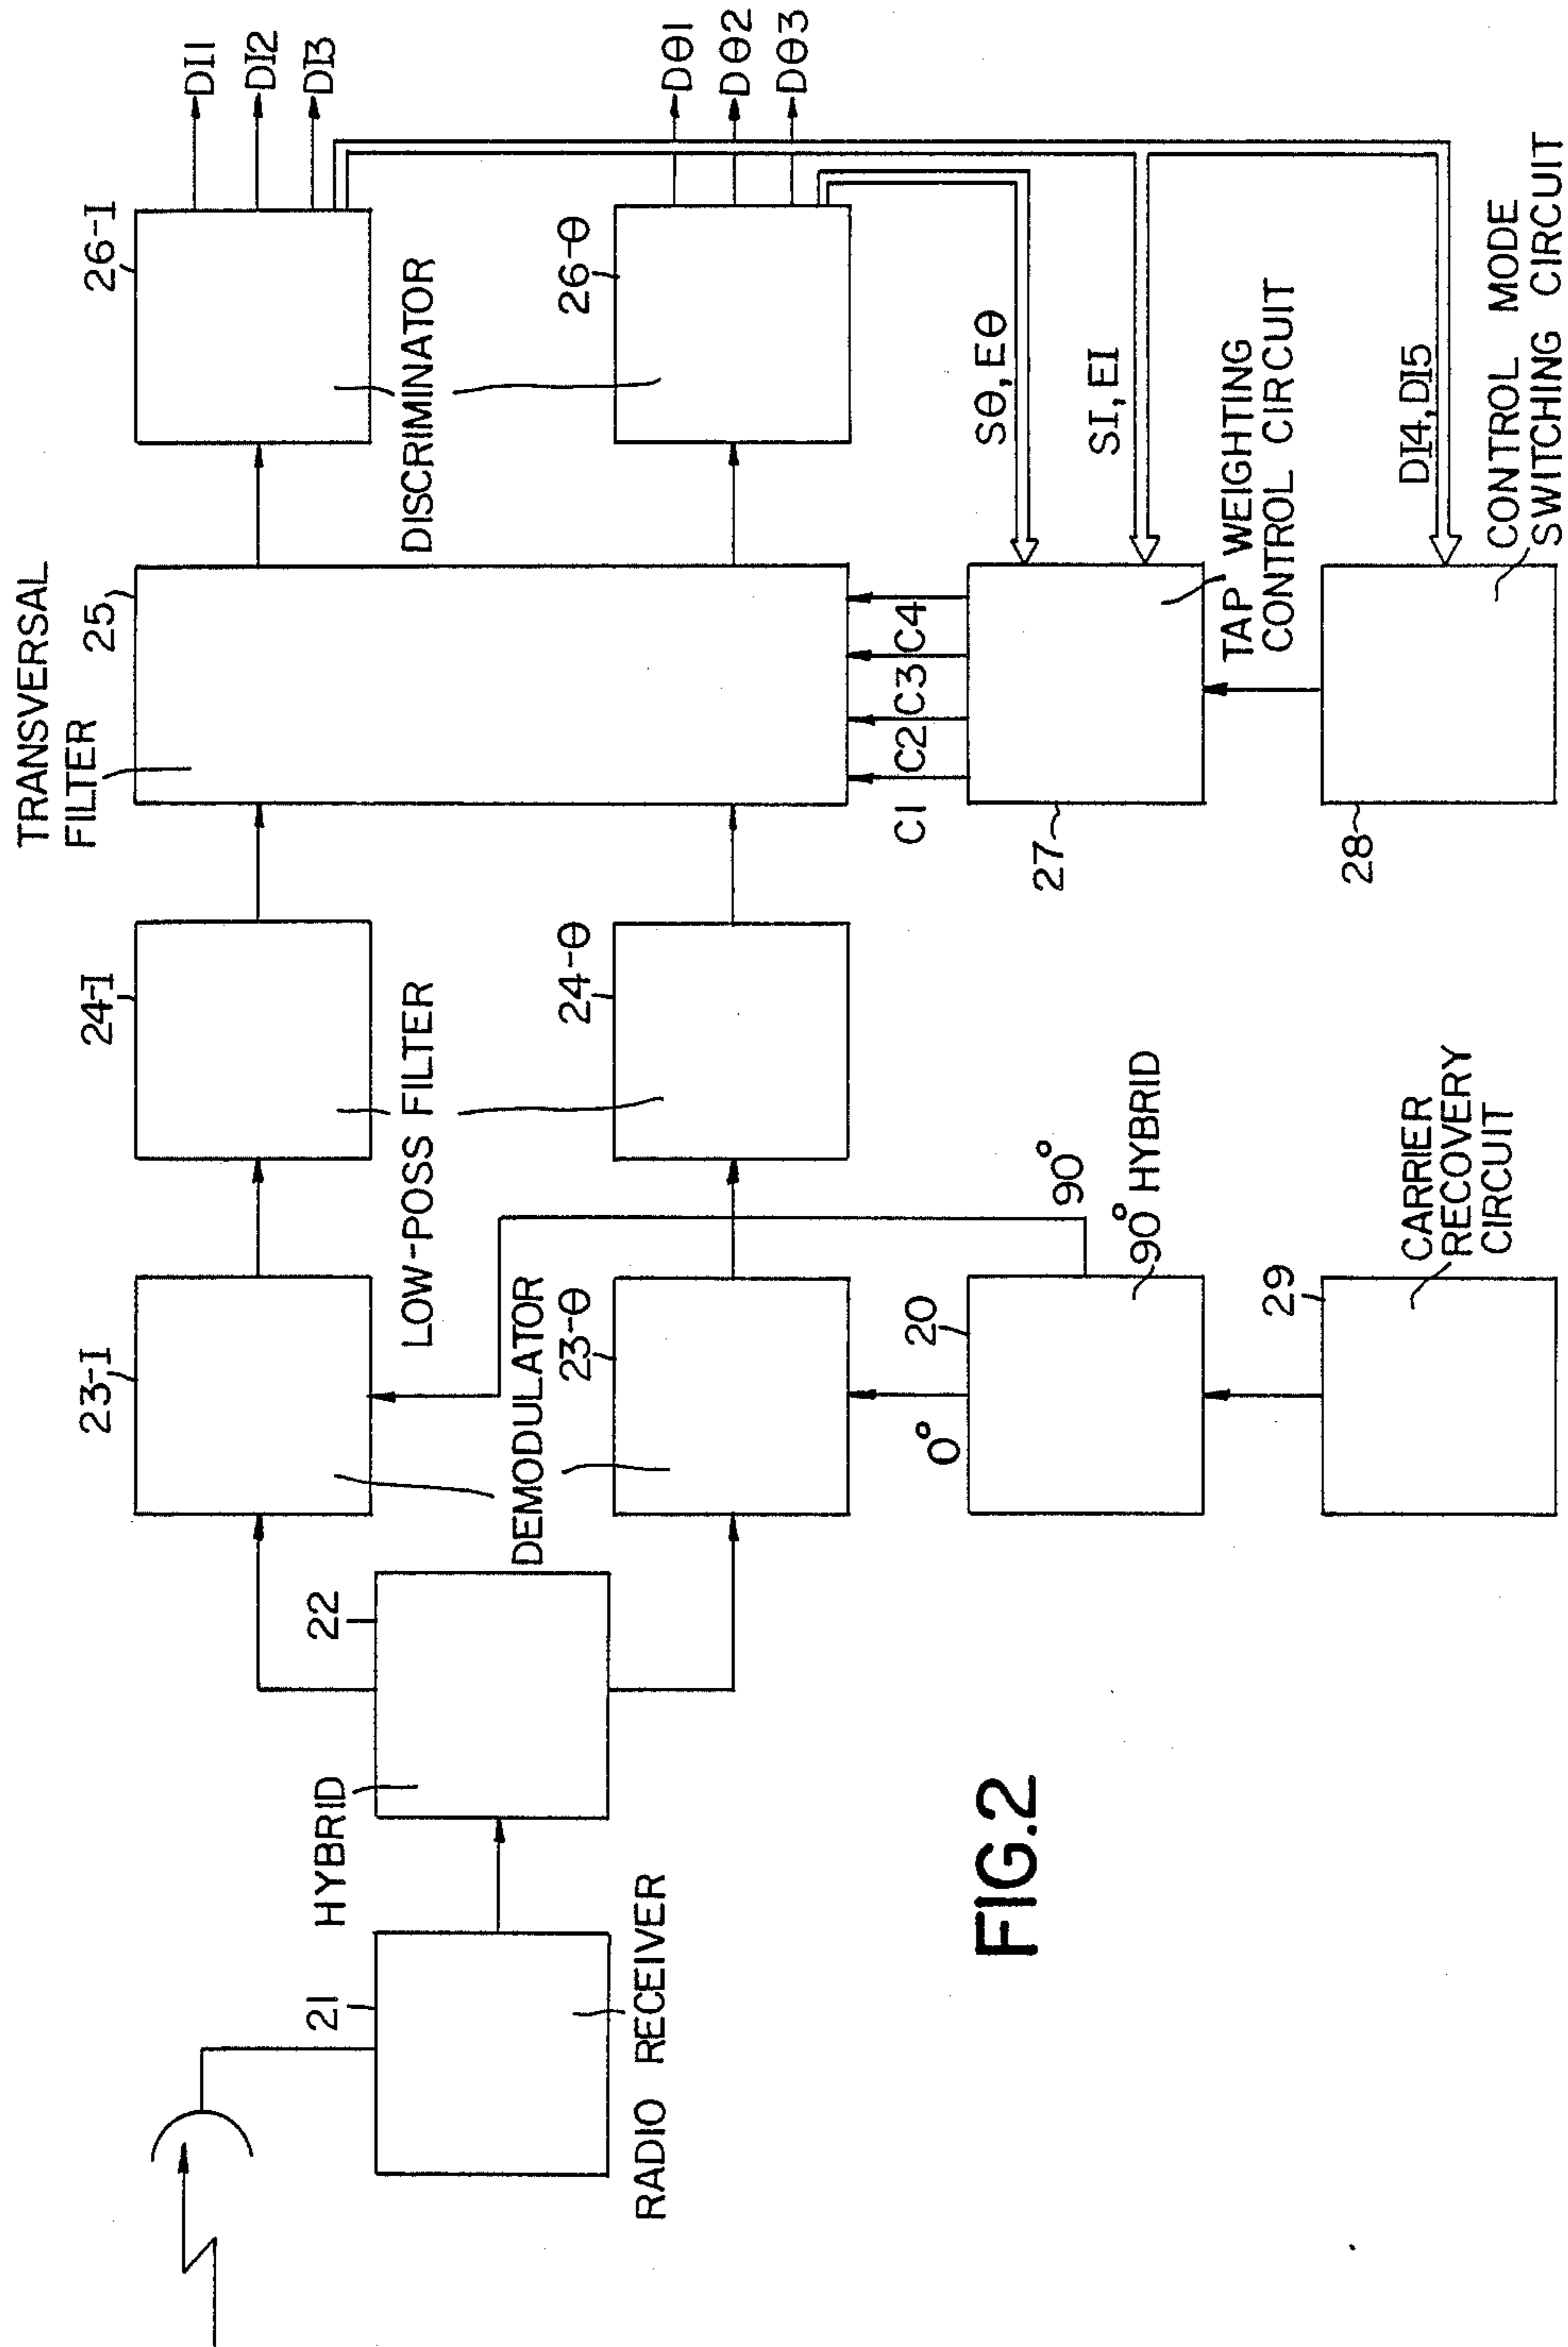 TRANSVERSAL
FILTER
25
24-I
23-I
26-I
DI1
DI2
DI3
HYBRID
22
21
RADIO RECEIVER
DEMODULATOR
LOW-POSS FILTER
DISCRIMINATOR
23-θ
24-θ
26-θ
Dθ1
Dθ2
Dθ3
C1
C2
C3
C4
Sθ,Eθ
SI,EI
DI4,DI5
0°
20
90°
90° HYBRID
27
TAP WEIGHTING
CONTROL CIRCUIT
29
CARRIER
RECOVERY
CIRCUIT
28
CONTROL MODE
SWITCHING CIRCUIT
FIG.2